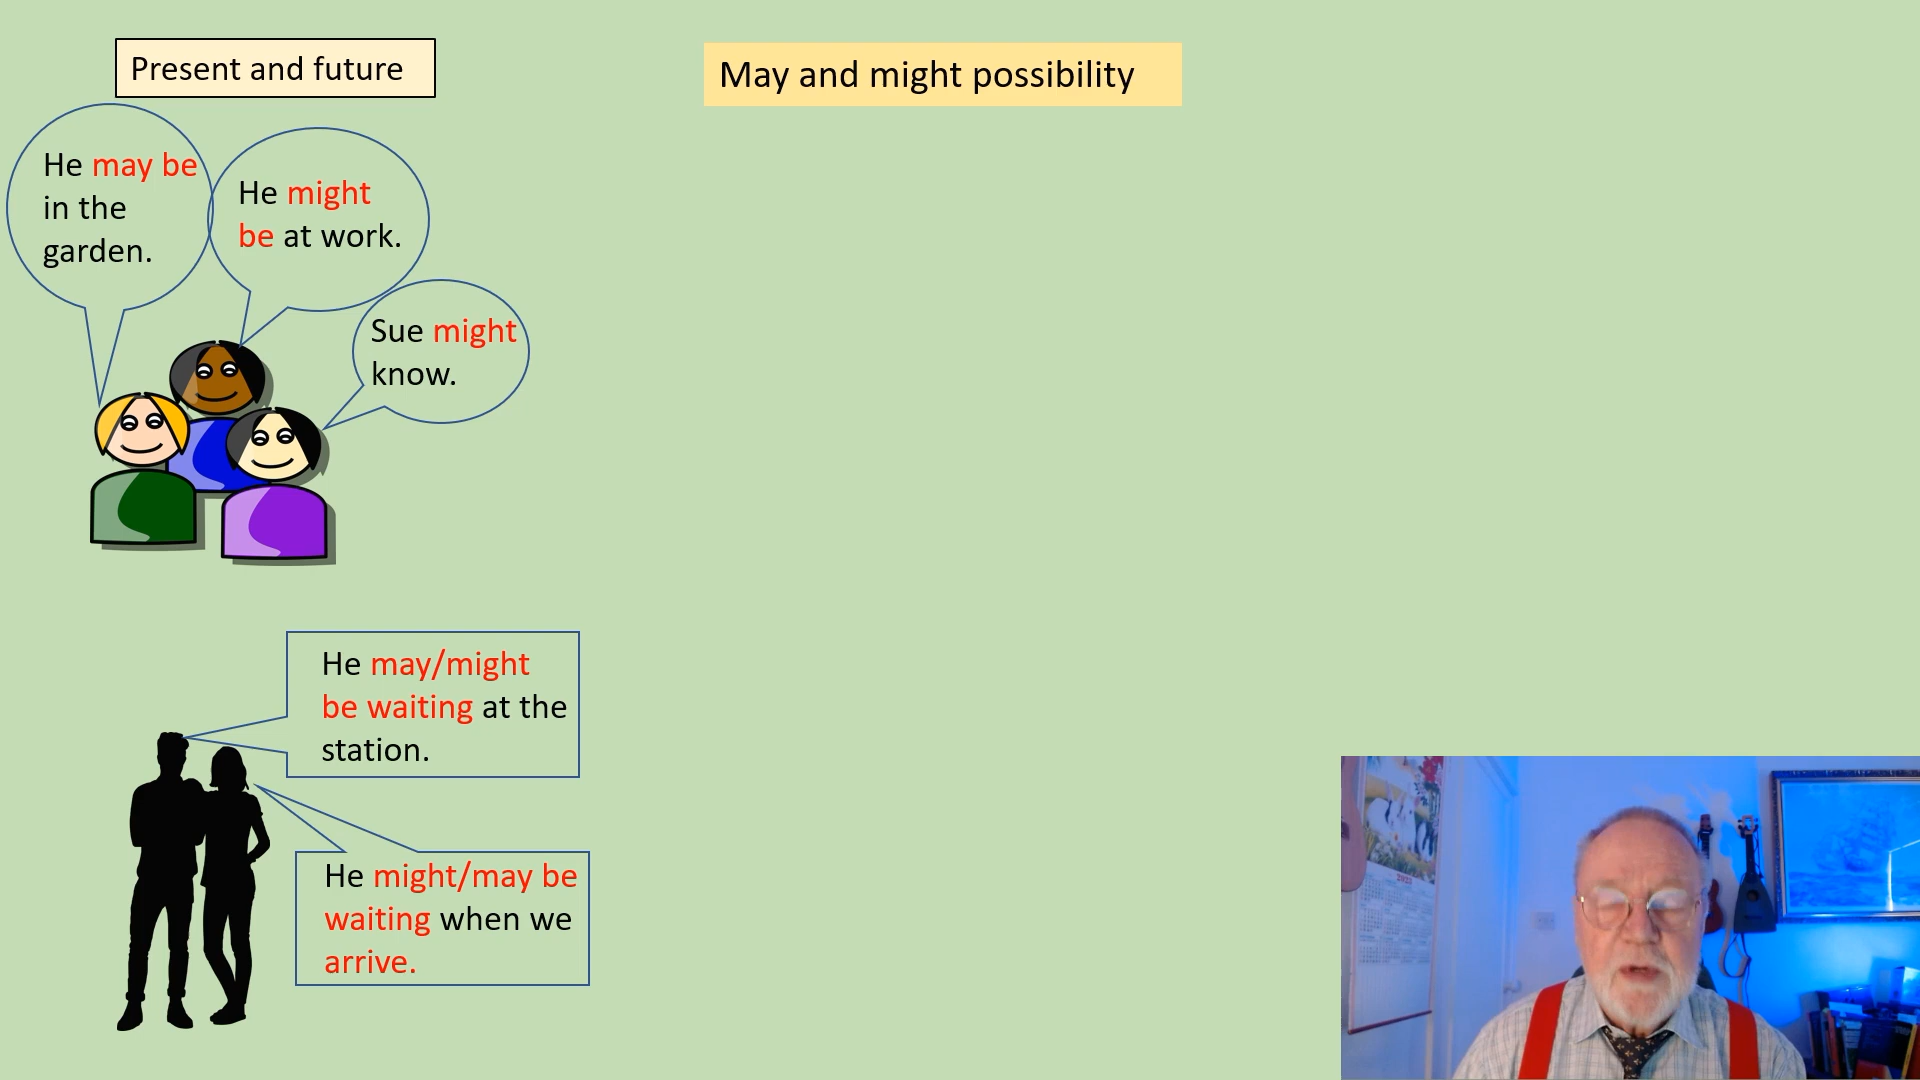 Present and future
May and might possibility
He may be
in the
garden.
He might
be at work.
Sue might
know.
He may/might
be waiting at the
station.
He might/may be
waiting when we
arrive.